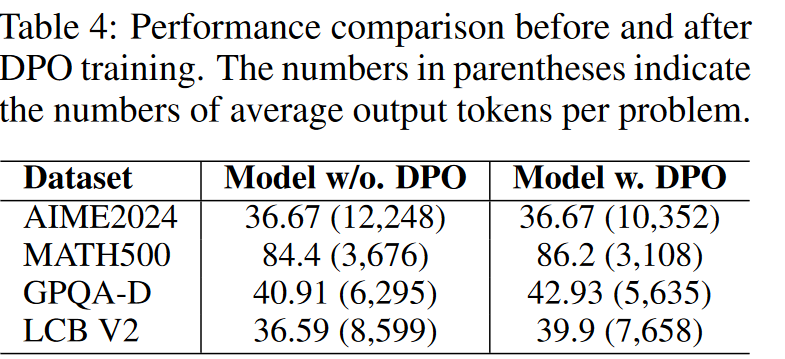 Table 4: Performance comparison before and after
DPO training. The numbers in parentheses indicate
the numbers of average output tokens per problem.
Dataset Model w/o. DPO Model w. DPO
AIME2024 36.67 (12,248) 36.67 (10,352)
MATH500 84.4 (3,676) 86.2 (3,108)
GPQA-D 40.91 (6,295) 42.93 (5,635)
LCB V2 36.59 (8,599) 39.9 (7,658)